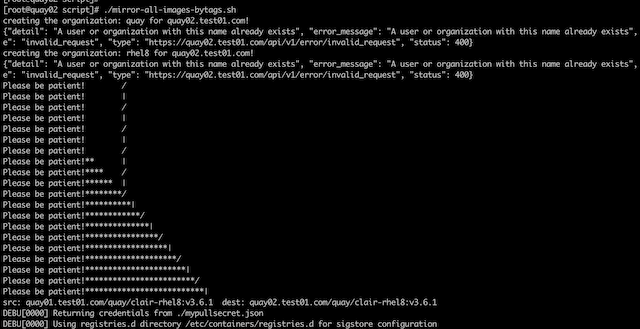 [root@quay02 script]#
[root@quay02 script]# ./mirror-all-images-bytags.sh
creating the organization: quay for quay02.test01.com!
{"detail": "A user or organization with this name already exists", "error_message": "A user or organization with this name already exists",
e": "invalid_request", "type": "https://quay02.test01.com/api/v1/error/invalid_request", "status": 400}
creating the organization: rhel8 for quay02.test01.com!
{"detail": "A user or organization with this name already exists", "error_message": "A user or organization with this name already exists",
e": "invalid_request", "type": "https://quay02.test01.com/api/v1/error/invalid_request", "status": 400}
Please be patient!         /
Please be patient!         |
Please be patient!         /
Please be patient!         |
Please be patient!         /
Please be patient!         |
Please be patient!         /
Please be patient!**       |
Please be patient!****     /
Please be patient!******   |
Please be patient!********/
Please be patient!**********|
Please be patient!************/
Please be patient!**************|
Please be patient!****************/
Please be patient!******************|
Please be patient!********************/
Please be patient!**********************|
Please be patient!************************/
Please be patient!**************************|
src: quay01.test01.com/quay/clair-rhel8:v3.6.1  dest: quay02.test01.com/quay/clair-rhel8:v3.6.1
DEBU[0000] Returning credentials from ./mypullsecret.json
DEBU[0000] Using registries.d directory /etc/containers/registries.d for sigstore configuration